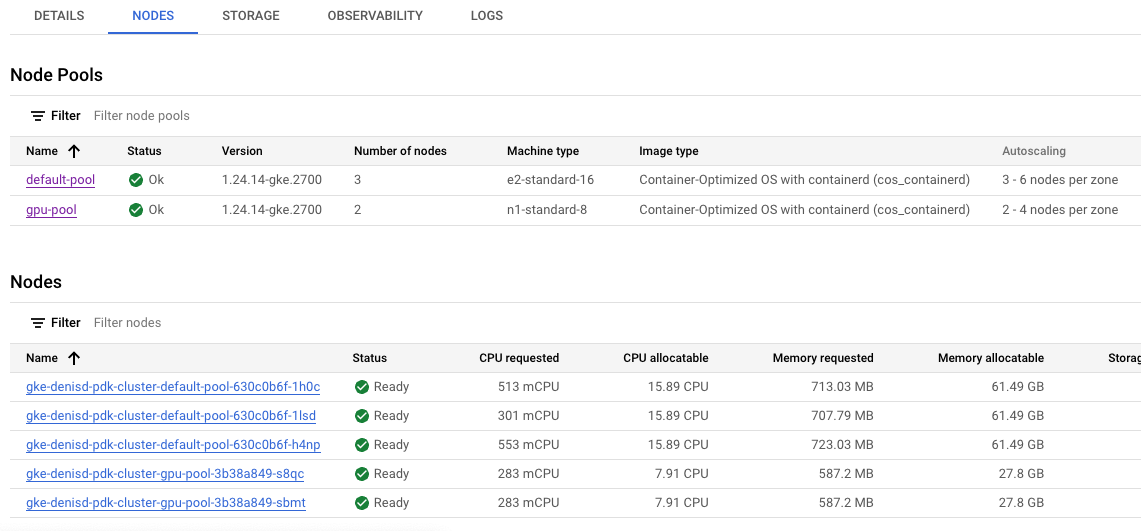 DETAILS NODES STORAGE OBSERVABILITY LOGS
Node Pools
Filter Filter node pools
Name Status Version Number of nodes Machine type Image type Autoscaling
default-pool Ok 1.24.14-gke.2700 3 e2-standard-16 Container-Optimized OS with containerd (cos_containerd) 3 - 6 nodes per zone
gpu-pool Ok 1.24.14-gke.2700 2 n1-standard-8 Container-Optimized OS with containerd (cos_containerd) 2 - 4 nodes per zone
Nodes
Filter Filter nodes
Name Status CPU requested CPU allocatable Memory requested Memory allocatable Storag
gke-denisd-pdk-cluster-default-pool-630c0b6f-1h0c Ready 513 mCPU 15.89 CPU 713.03 MB 61.49 GB
gke-denisd-pdk-cluster-default-pool-630c0b6f-1lsd Ready 301 mCPU 15.89 CPU 707.79 MB 61.49 GB
gke-denisd-pdk-cluster-default-pool-630c0b6f-h4np Ready 553 mCPU 15.89 CPU 723.03 MB 61.49 GB
gke-denisd-pdk-cluster-gpu-pool-3b38a849-s8qc Ready 283 mCPU 7.91 CPU 587.2 MB 27.8 GB
gke-denisd-pdk-cluster-gpu-pool-3b38a849-sbmt Ready 283 mCPU 7.91 CPU 587.2 MB 27.8 GB